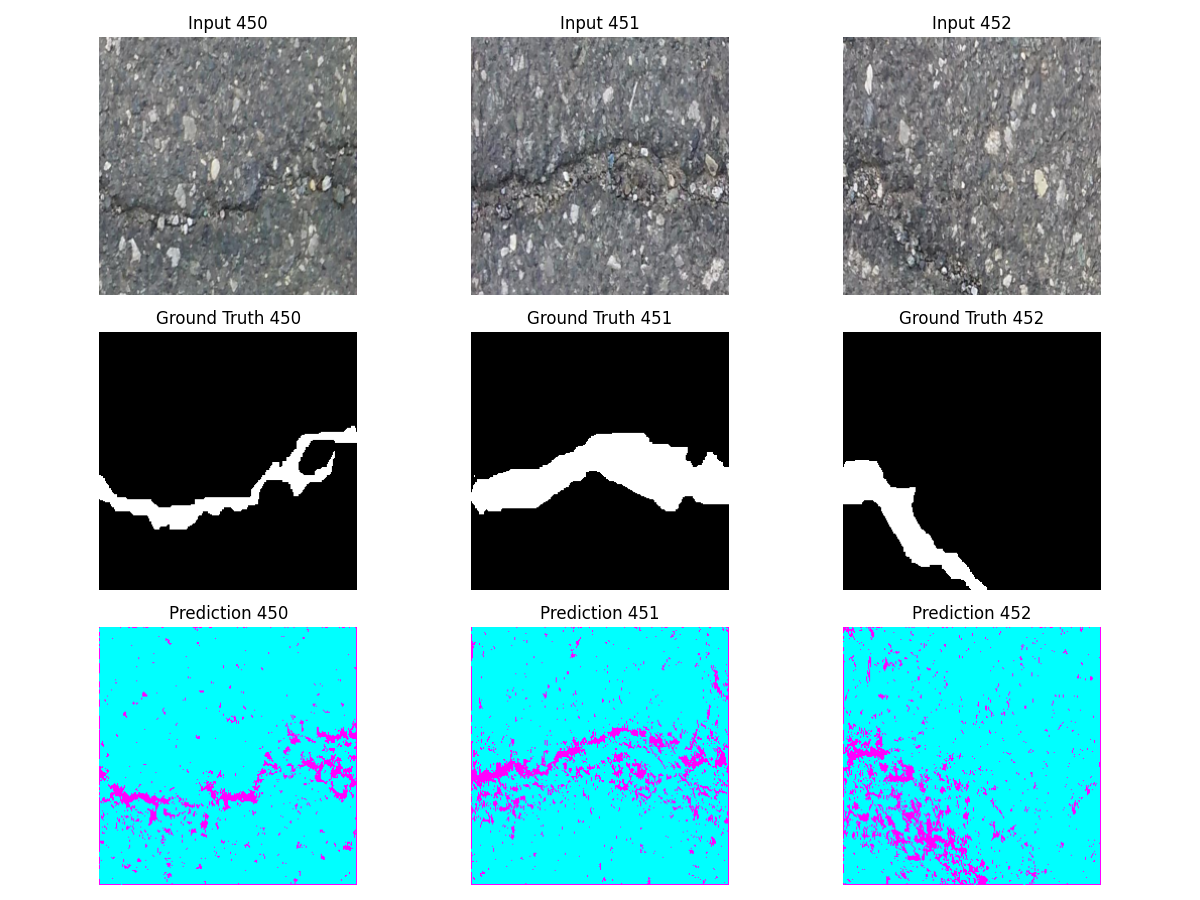 Input 450
Input 451
Input 452
Ground Truth 450
Ground Truth 451
Ground Truth 452
Prediction 450
Prediction 451
Prediction 452